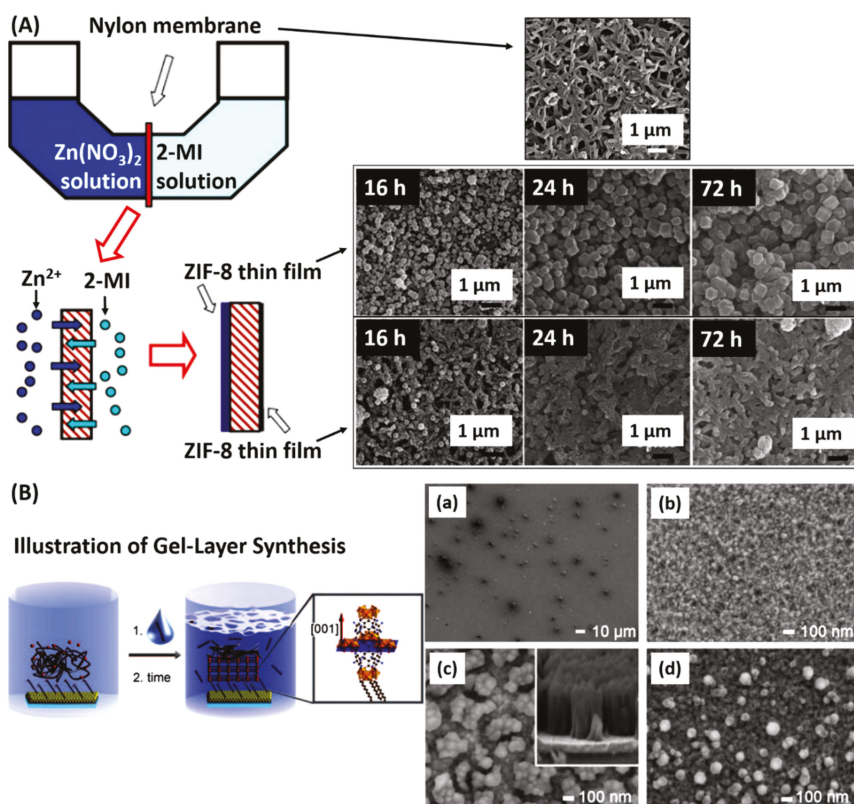 (A)
Nylon membrane
1 µm
Zn(NO₃)₂
solution
2-MI
solution
16 h
24 h
72 h
1 µm
1 µm
1 µm
Zn²⁺
2-MI
ZIF-8 thin film
16 h
24 h
72 h
1 µm
1 µm
1 µm
ZIF-8 thin film
(B)
Illustration of Gel-Layer Synthesis
1.
2. time
[001]
(a)
10 µm
(b)
100 nm
(c)
100 nm
(d)
100 nm